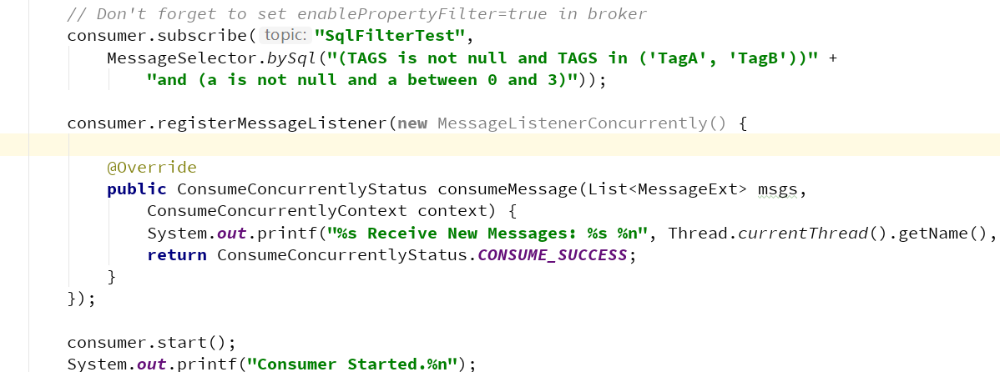 // Don't forget to set enablePropertyFilter=true in broker
consumer.subscribe( topic: "SqlFilterTest",
MessageSelector.bySql("(TAGS is not null and TAGS in ('TagA', 'TagB'))" +
"and (a is not null and a between 0 and 3)"));
consumer.registerMessageListener(new MessageListenerConcurrently() {
@Override
public ConsumeConcurrentlyStatus consumeMessage(List<MessageExt> msgs,
ConsumeConcurrentlyContext context) {
System.out.printf("%s Receive New Messages: %s %n", Thread.currentThread().getName(),
return ConsumeConcurrentlyStatus.CONSUME_SUCCESS;
}
});
consumer.start();
System.out.printf("Consumer Started.%n");